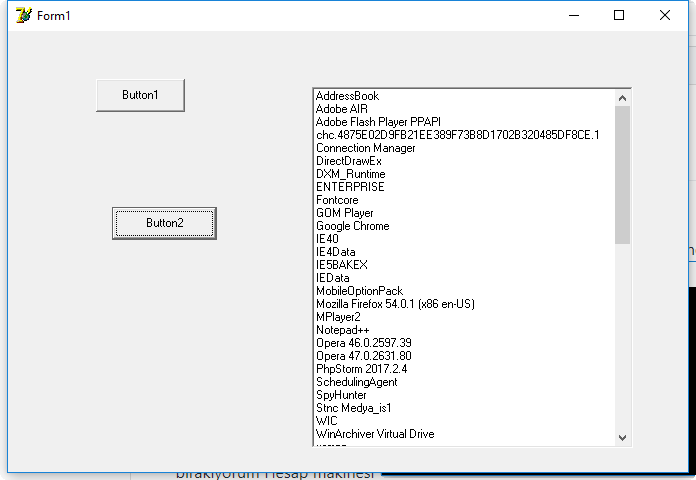 Form1
Button1
Button2
AddressBook
Adobe AIR
Adobe Flash Player PPAPI
chc.4875E02D9FB21EE389F73B8D1702B320485DF8CE.1
Connection Manager
DirectDrawEx
DXM_Runtime
ENTERPRISE
Fontcore
GOM Player
Google Chrome
IE40
IE4Data
IE5BAKEX
IEData
MobileOptionPack
Mozilla Firefox 54.0.1 (x86 en-US)
MPlayer2
Notepad++
Opera 46.0.2597.39
Opera 47.0.2631.80
PhpStorm 2017.2.4
SchedulingAgent
SpyHunter
Stnc Medya_is1
WIC
WinArchiver Virtual Drive
bırakıyorum Hesap makinesi